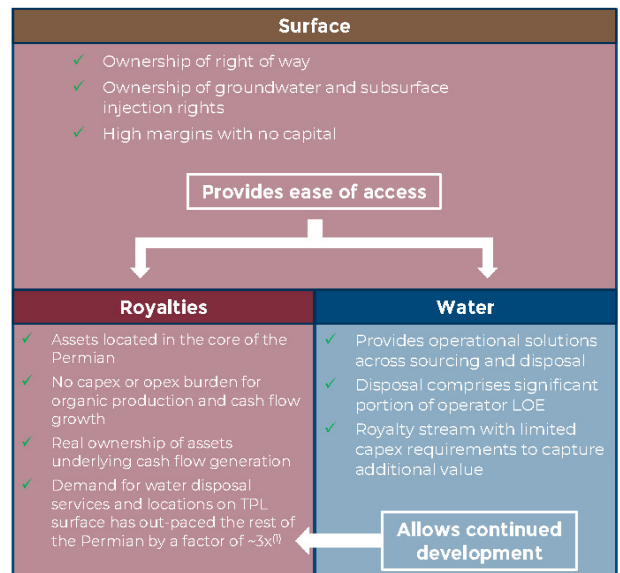 Surface
✓ Ownership of right of way
✓ Ownership of groundwater and subsurface
injection rights
✓ High margins with no capital
Provides ease of access
Royalties
✓ Assets located in the core of the
Permian
✓ No capex or opex burden for
organic production and cash flow
growth
✓ Real ownership of assets
underlying cash flow generation
✓ Demand for water disposal
services and locations on TPL
surface has out-paced the rest of
the Permian by a factor of ~3x(1)
Water
✓ Provides operational solutions
across sourcing and disposal
✓ Disposal comprises significant
portion of operator LOE
✓ Royalty stream with limited
capex requirements to capture
additional value
Allows continued
development